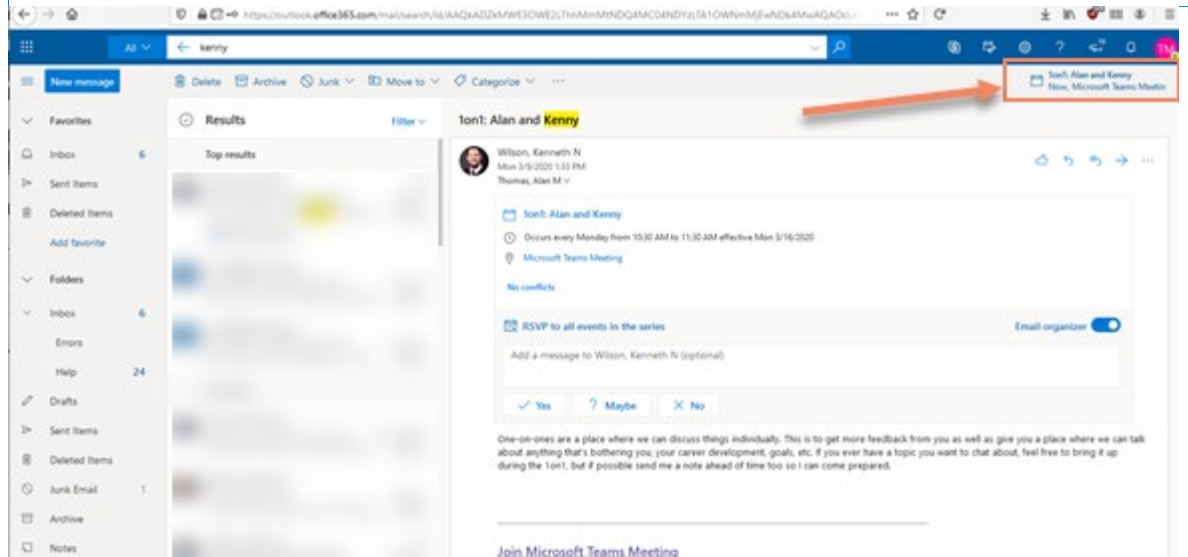 All
kenny
New message
Delete Archive Junk Move to Categorize ...
1on1: Alan and Kenny
Now, Microsoft Teams Meetin
Favorites
Inbox 6
Sent Items
Deleted Items
Add favorite
Folders
Inbox 6
Errors
Help 24
Drafts
Sent Items
Deleted Items
Junk Email 1
Archive
Notes
Results Filter
Top results
1on1: Alan and Kenny
Wilson, Kenneth N
Mon 3/9/2020 1:33 PM
Thomas, Alan M
1on1: Alan and Kenny
Occurs every Monday from 10:30 AM to 11:30 AM effective Mon 3/16/2020
Microsoft Teams Meeting
No conflicts
RSVP to all events in the series Email organizer
Add a message to Wilson, Kenneth N (optional)
Yes ? Maybe No
One-on-ones are a place where we can discuss things individually. This is to get more feedback from you as well as give you a place where we can talk
about anything that's bothering you, your career development, goals, etc. If you ever have a topic you want to chat about, feel free to bring it up
during the 1on1, but if possible send me a note ahead of time too so I can come prepared.
Join Microsoft Teams Meeting